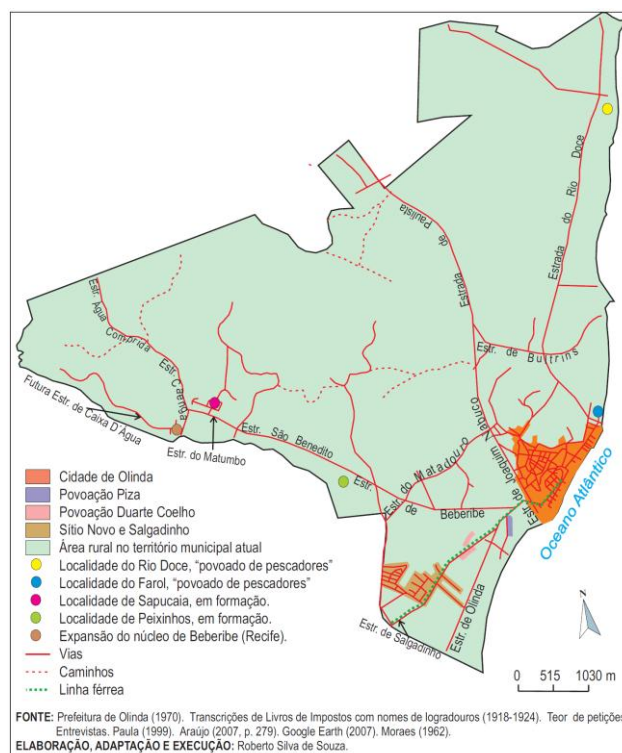 Estrada do Rio Doce
Estrada de Paulista
Estr. de Bultrins
Estr. Água Comprida
Estr. Caenga
Futura Estr. de Caixa D'Água
Estr. do Matumbo
Estr. São Benedito
Estr. do Matadouro
Estr. de Joaquim Nabuco
Estr. de Beberibe
Oceano Atlântico
Estr. de Olinda
Estr. de Salgadinho
Cidade de Olinda
Povoação Piza
Povoação Duarte Coelho
Sítio Novo e Salgadinho
Área rural no território municipal atual
Localidade do Rio Doce, "povoado de pescadores"
Localidade do Farol, "povoado de pescadores"
Localidade de Sapucaia, em formação.
Localidade de Peixinhos, em formação.
Expansão do núcleo de Beberibe (Recife).
Vias
Caminhos
Linha férrea
N
0 515 1030 m
FONTE: Prefeitura de Olinda (1970). Transcrições de Livros de Impostos com nomes de logradouros (1918-1924). Teor de petições
Entrevistas. Paula (1999). Araújo (2007, p. 279). Google Earth (2007). Moraes (1962).
ELABORAÇÃO, ADAPTAÇÃO E EXECUÇÃO: Roberto Silva de Souza.